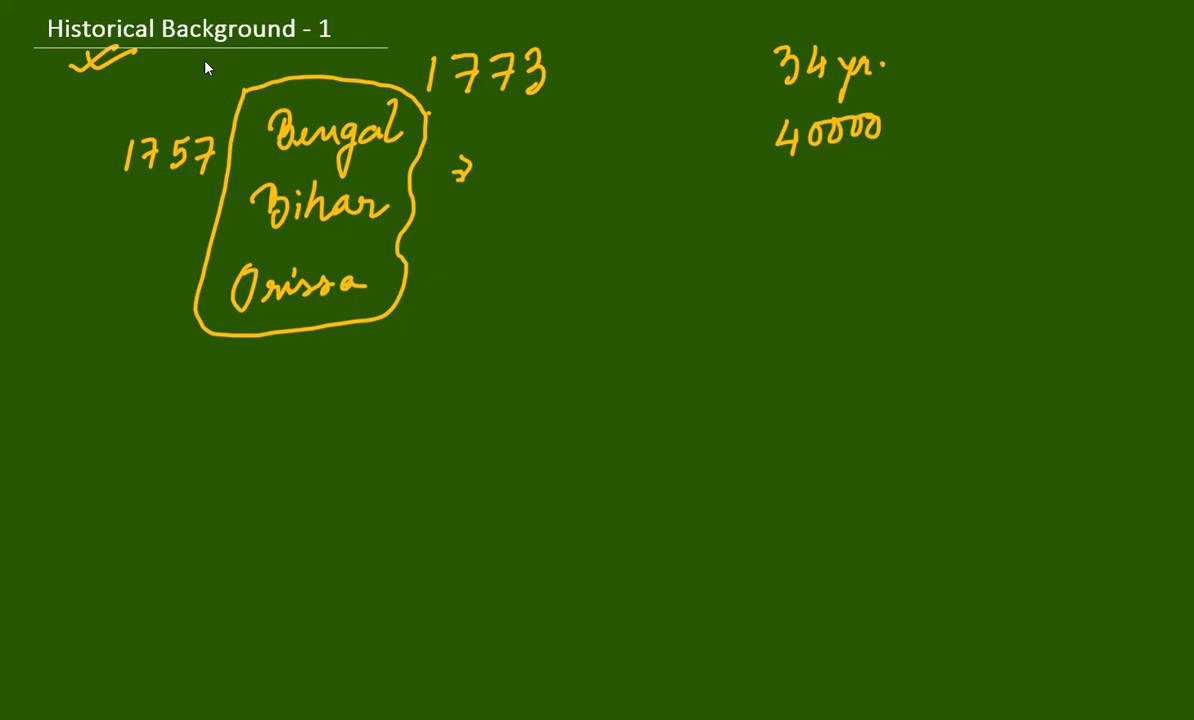 Historical Background - 1
1773
34 yr.
40000
1757
Bengal
Bihar
Orissa